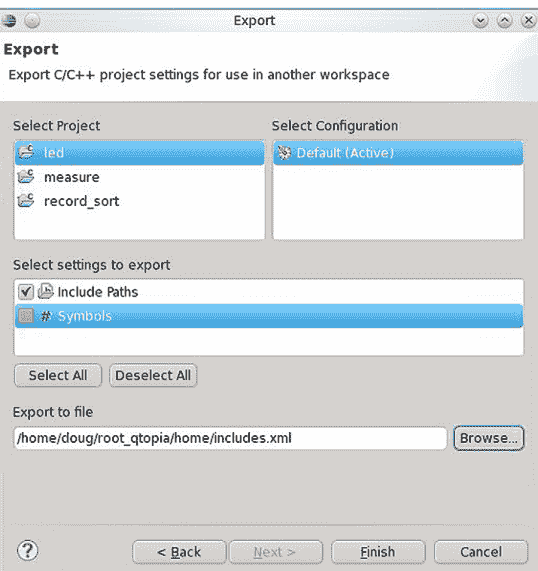 Export
Export
Export C/C++ project settings for use in another workspace
Select Project
Select Configuration
led
Default (Active)
measure
record_sort
Select settings to export
Include Paths
# Symbols
Select All
Deselect All
Export to file
/home/doug/root_qtopia/home/includes.xml
Browse...
?
< Back
Next >
Finish
Cancel